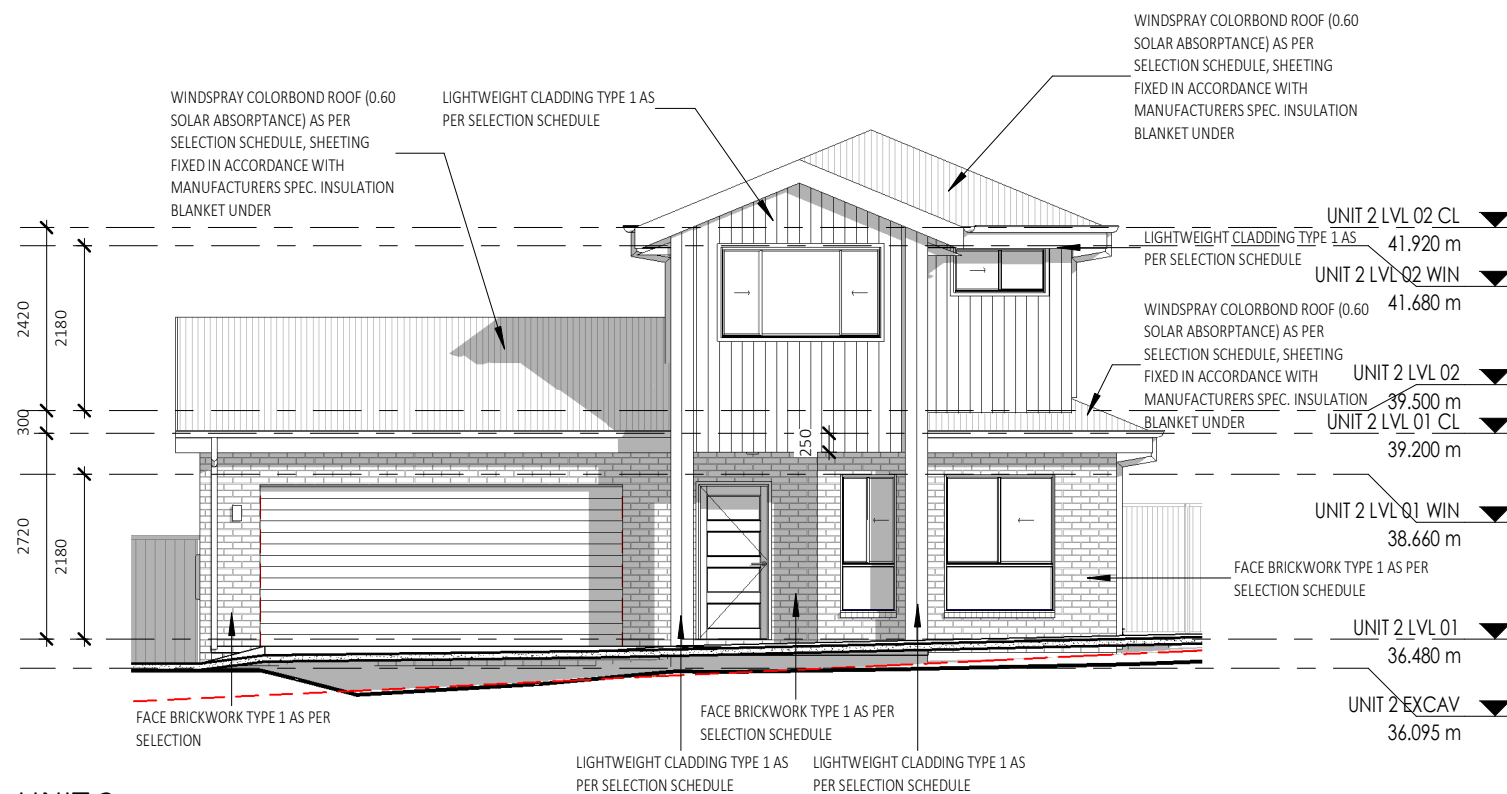 WINDSPRAY COLORBOND ROOF (0.60
SOLAR ABSORPTANCE) AS PER
SELECTION SCHEDULE, SHEETING
FIXED IN ACCORDANCE WITH
MANUFACTURERS SPEC. INSULATION
BLANKET UNDER
WINDSPRAY COLORBOND ROOF (0.60
SOLAR ABSORPTANCE) AS PER
SELECTION SCHEDULE, SHEETING
FIXED IN ACCORDANCE WITH
MANUFACTURERS SPEC. INSULATION
BLANKET UNDER
LIGHTWEIGHT CLADDING TYPE 1 AS
PER SELECTION SCHEDULE
UNIT 2 LVL 02 CL
41.920 m
LIGHTWEIGHT CLADDING TYPE 1 AS
PER SELECTION SCHEDULE
UNIT 2 LVL 02 WIN
41.680 m
WINDSPRAY COLORBOND ROOF (0.60
SOLAR ABSORPTANCE) AS PER
SELECTION SCHEDULE, SHEETING
FIXED IN ACCORDANCE WITH
MANUFACTURERS SPEC. INSULATION
BLANKET UNDER
UNIT 2 LVL 02
39.500 m
UNIT 2 LVL 01 CL
39.200 m
2420
2180
300
250
2720
2180
UNIT 2 LVL 01 WIN
38.660 m
FACE BRICKWORK TYPE 1 AS PER
SELECTION SCHEDULE
UNIT 2 LVL 01
36.480 m
UNIT 2 EXCAV
36.095 m
FACE BRICKWORK TYPE 1 AS PER
SELECTION
FACE BRICKWORK TYPE 1 AS PER
SELECTION SCHEDULE
LIGHTWEIGHT CLADDING TYPE 1 AS
PER SELECTION SCHEDULE
LIGHTWEIGHT CLADDING TYPE 1 AS
PER SELECTION SCHEDULE